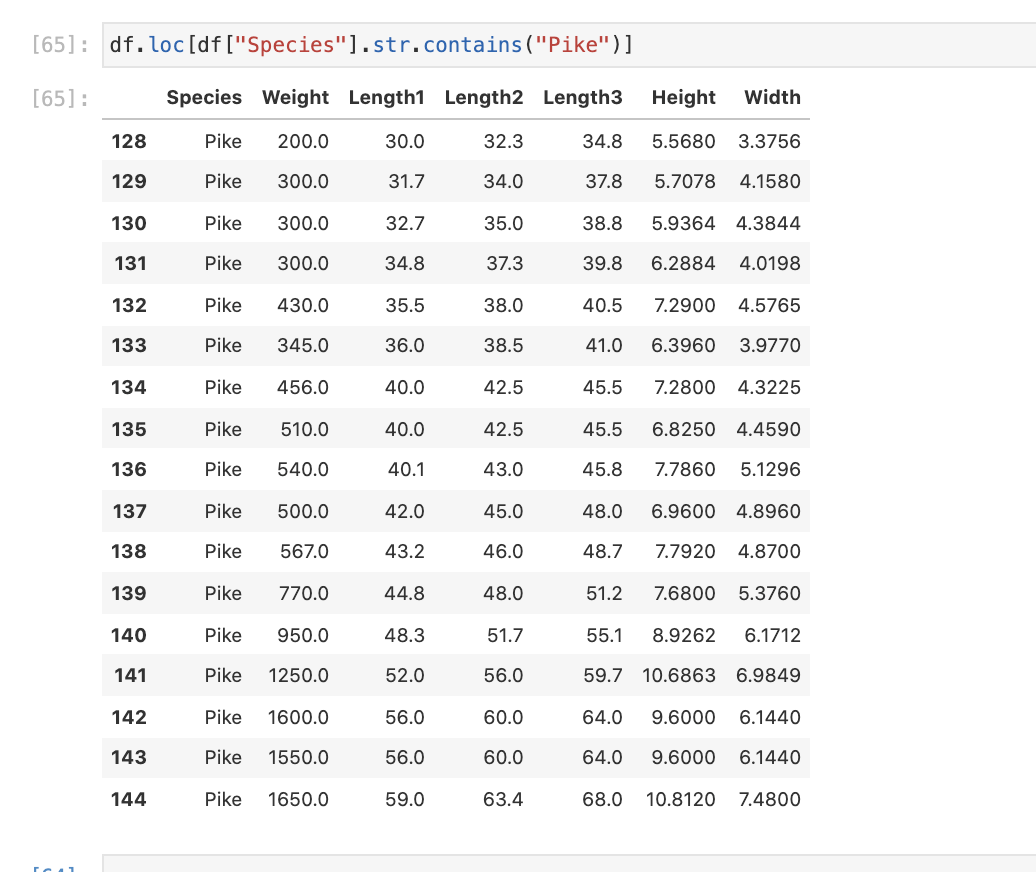 [65]: df.loc[df["Species"].str.contains("Pike")]
[65]: Species Weight Length1 Length2 Length3 Height Width
128 Pike 200.0 30.0 32.3 34.8 5.5680 3.3756
129 Pike 300.0 31.7 34.0 37.8 5.7078 4.1580
130 Pike 300.0 32.7 35.0 38.8 5.9364 4.3844
131 Pike 300.0 34.8 37.3 39.8 6.2884 4.0198
132 Pike 430.0 35.5 38.0 40.5 7.2900 4.5765
133 Pike 345.0 36.0 38.5 41.0 6.3960 3.9770
134 Pike 456.0 40.0 42.5 45.5 7.2800 4.3225
135 Pike 510.0 40.0 42.5 45.5 6.8250 4.4590
136 Pike 540.0 40.1 43.0 45.8 7.7860 5.1296
137 Pike 500.0 42.0 45.0 48.0 6.9600 4.8960
138 Pike 567.0 43.2 46.0 48.7 7.7920 4.8700
139 Pike 770.0 44.8 48.0 51.2 7.6800 5.3760
140 Pike 950.0 48.3 51.7 55.1 8.9262 6.1712
141 Pike 1250.0 52.0 56.0 59.7 10.6863 6.9849
142 Pike 1600.0 56.0 60.0 64.0 9.6000 6.1440
143 Pike 1550.0 56.0 60.0 64.0 9.6000 6.1440
144 Pike 1650.0 59.0 63.4 68.0 10.8120 7.4800